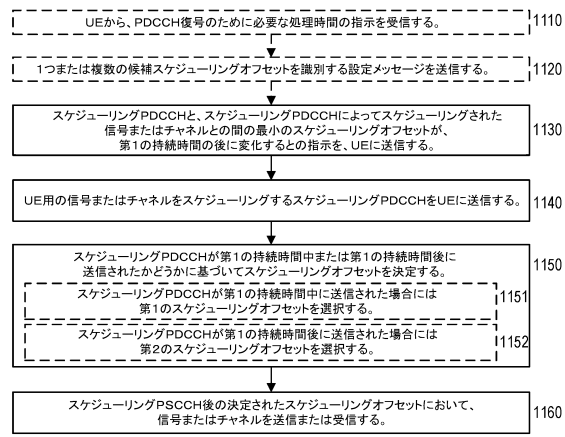 UEから、PDCCH復号のために必要な処理時間の指示を受信する。
1110
1つまたは複数の候補スケジューリングオフセットを識別する設定メッセージを送信する。
1120
スケジューリングPDCCHと、スケジューリングPDCCHによってスケジューリングされた
信号またはチャネルとの間の最小のスケジューリングオフセットが、
第1の持続時間の後に変化するとの指示を、UEに送信する。
1130
UE用の信号またはチャネルをスケジューリングするスケジューリングPDCCHをUEに送信する。
1140
スケジューリングPDCCHが第1の持続時間中または第1の持続時間後に
送信されたかどうかに基づいてスケジューリングオフセットを決定する。
1150
スケジューリングPDCCHが第1の持続時間中に送信された場合には
第1のスケジューリングオフセットを選択する。
1151
スケジューリングPDCCHが第1の持続時間後に送信された場合には
第2のスケジューリングオフセットを選択する。
1152
スケジューリングPSCCH後の決定されたスケジューリングオフセットにおいて、
信号またはチャネルを送信または受信する。
1160